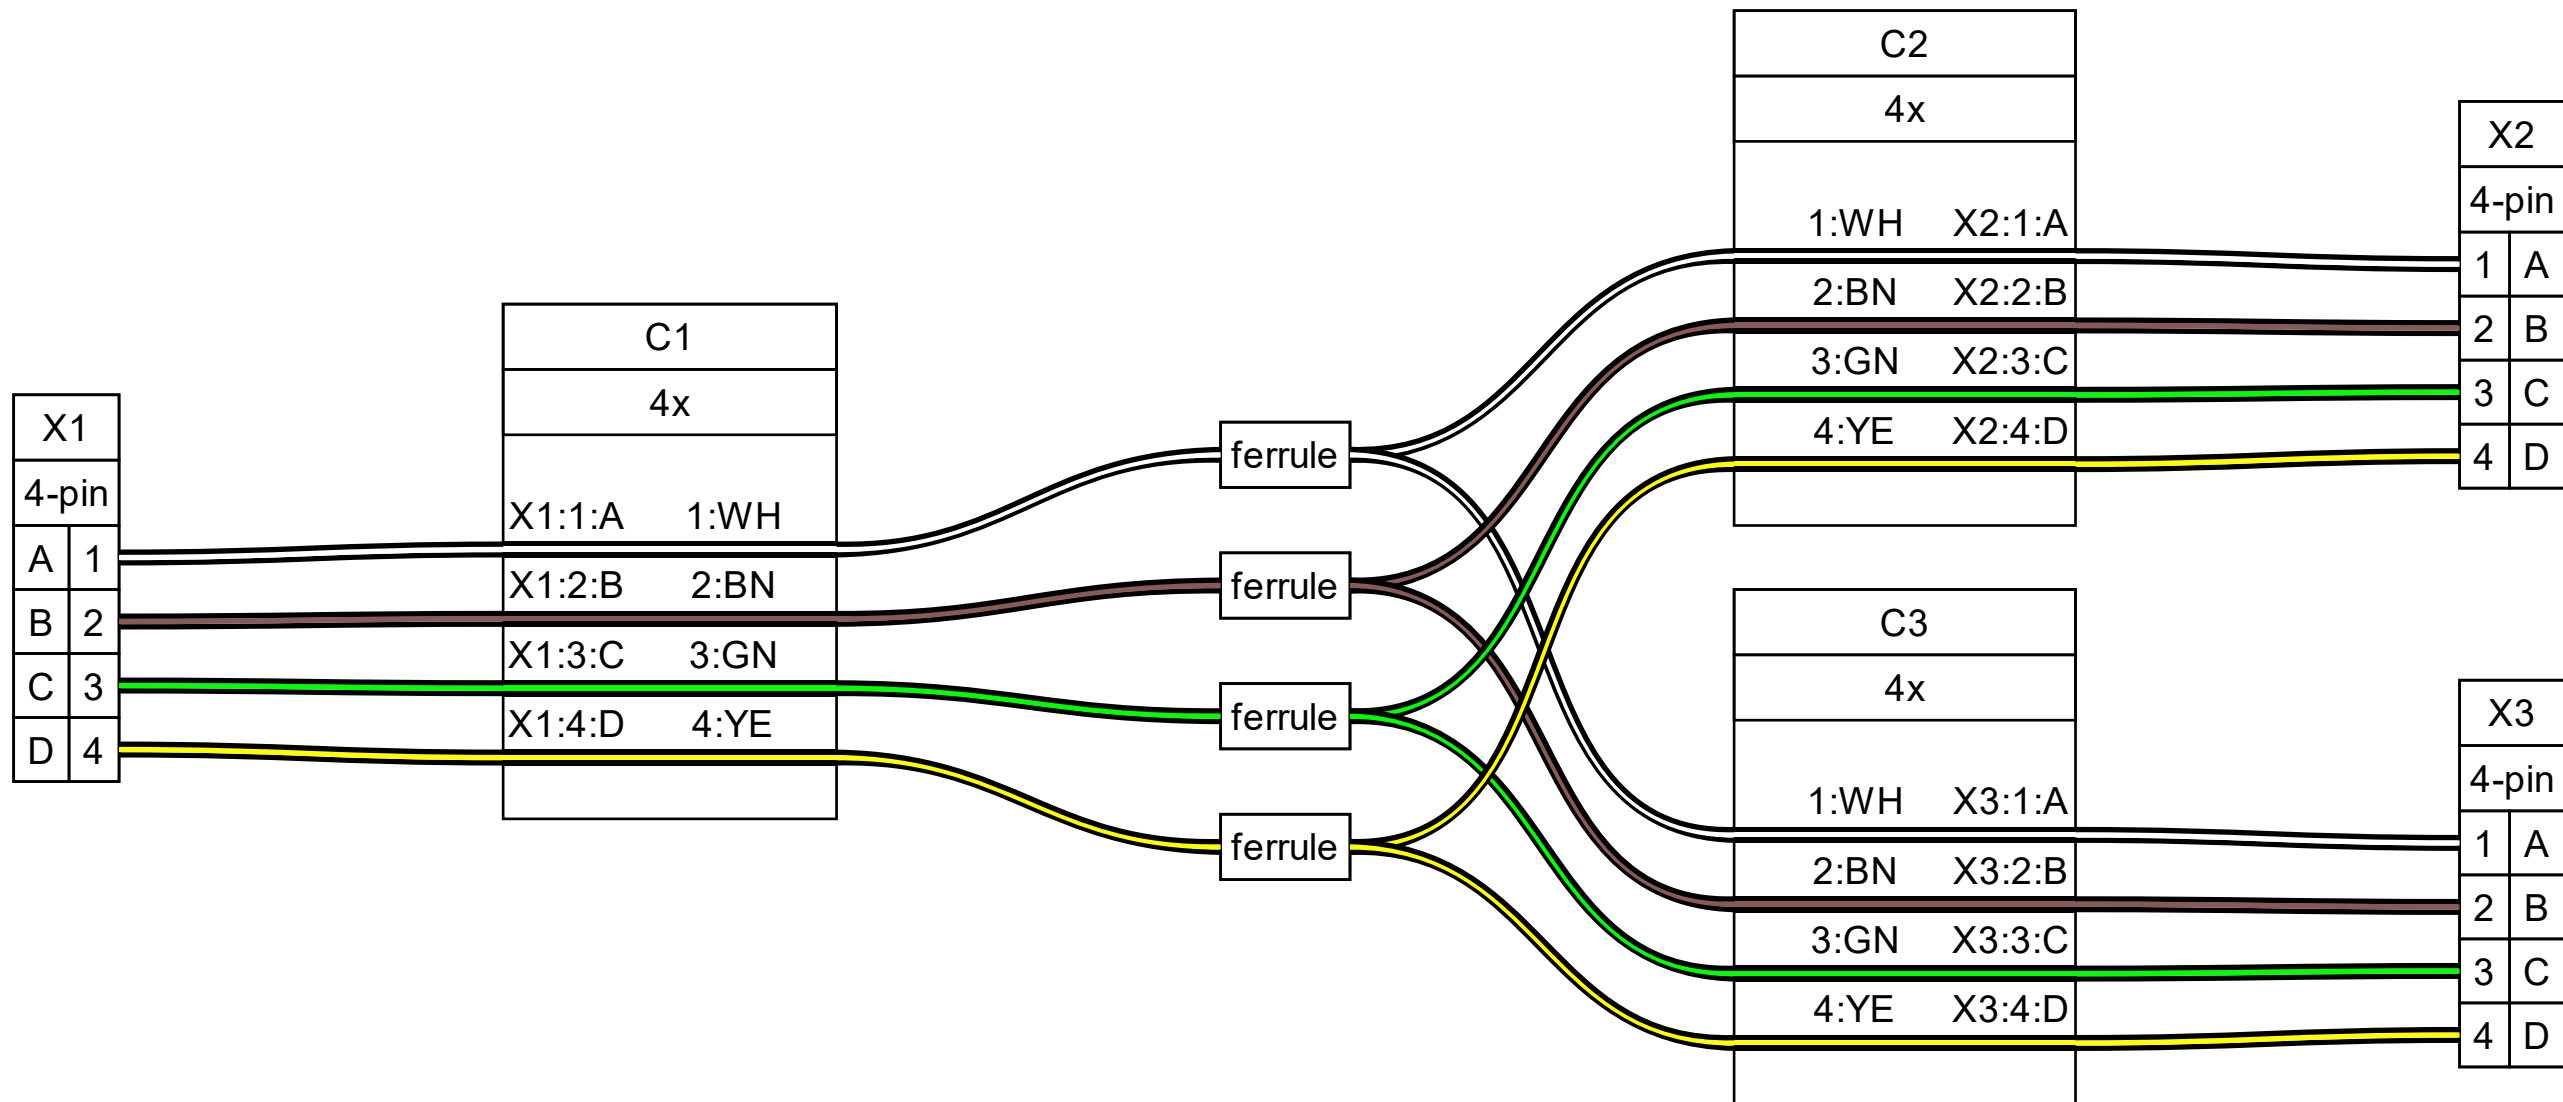 X1
4-pin
A 1
B 2
C 3
D 4
C1
4x
X1:1:A 1:WH
X1:2:B 2:BN
X1:3:C 3:GN
X1:4:D 4:YE
ferrule
ferrule
ferrule
ferrule
C2
4x
1:WH X2:1:A
2:BN X2:2:B
3:GN X2:3:C
4:YE X2:4:D
C3
4x
1:WH X3:1:A
2:BN X3:2:B
3:GN X3:3:C
4:YE X3:4:D
X2
4-pin
1 A
2 B
3 C
4 D
X3
4-pin
1 A
2 B
3 C
4 D